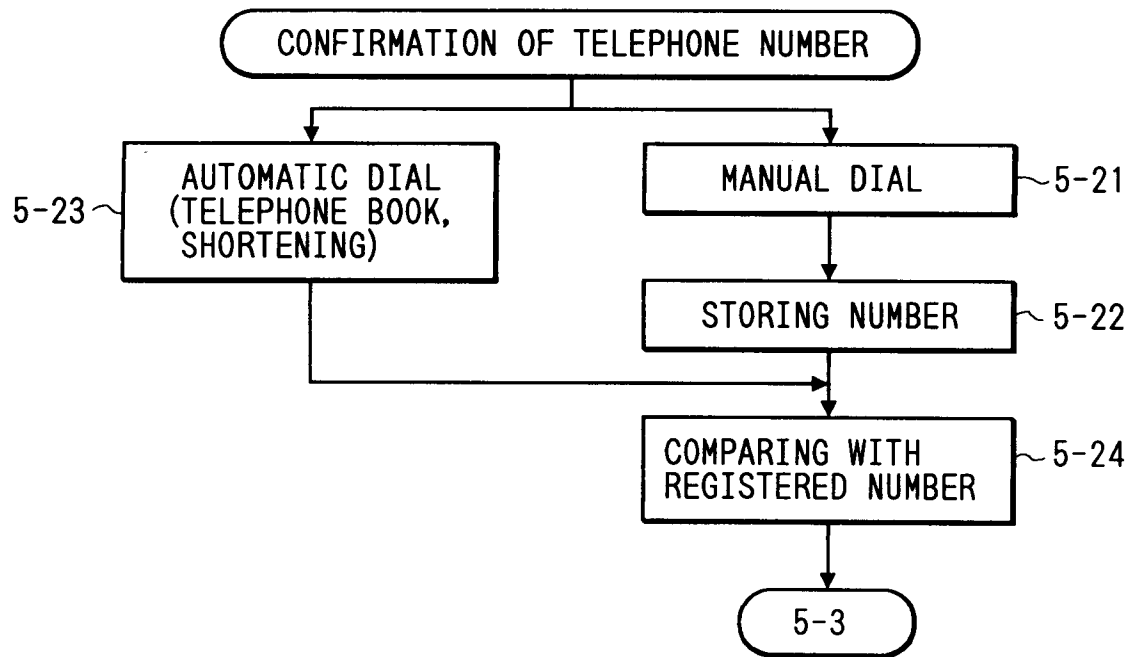 CONFIRMATION OF TELEPHONE NUMBER
AUTOMATIC DIAL
(TELEPHONE BOOK,
SHORTENING)
5-23
MANUAL DIAL
5-21
STORING NUMBER
5-22
COMPARING WITH
REGISTERED NUMBER
5-24
5-3